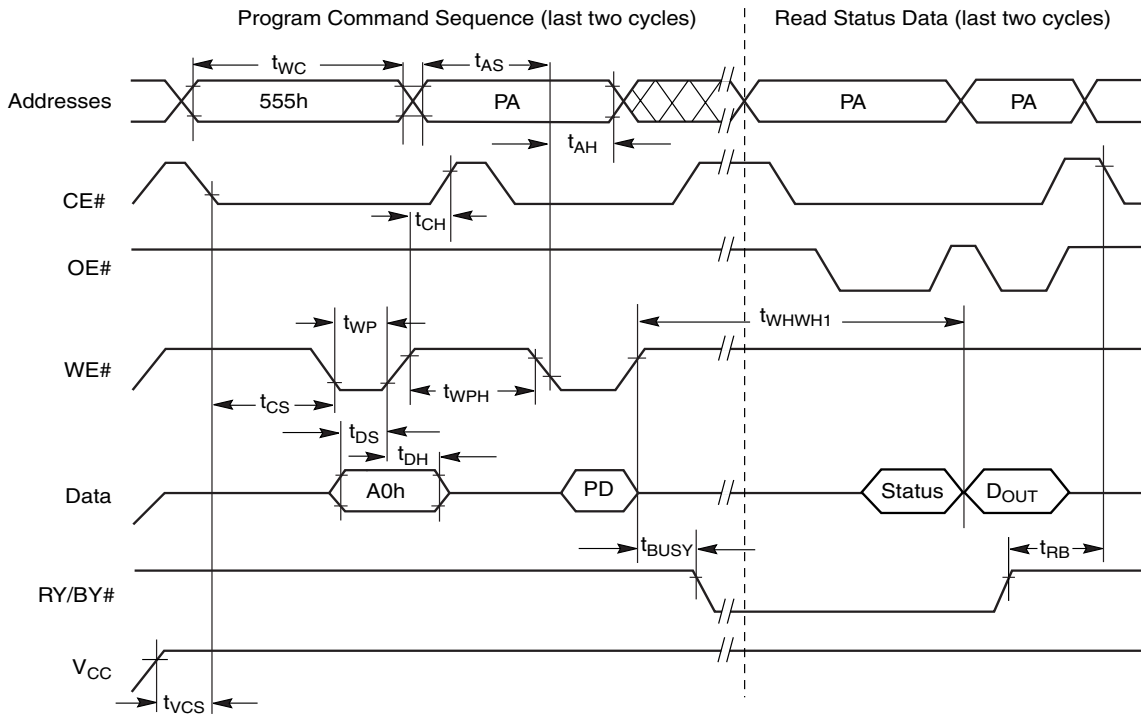 Program Command Sequence (last two cycles)
Read Status Data (last two cycles)
tWC
tAS
Addresses
555h
PA
PA
PA
tAH
CE#
tCH
OE#
tWP
tWHWH1
WE#
tCS
tWPH
tDS
tDH
Data
A0h
PD
Status
DOUT
tBUSY
tRB
RY/BY#
VCC
tVCS